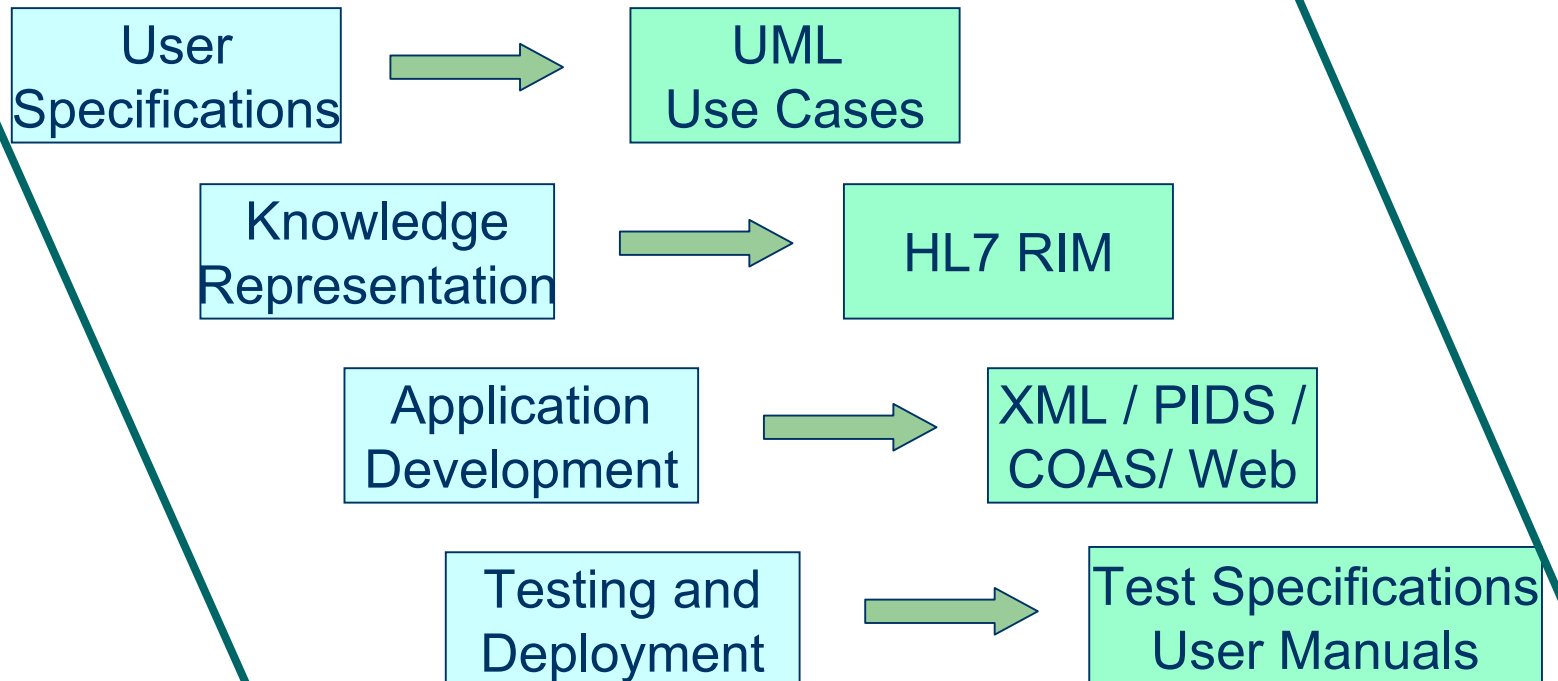 User
Specifications
UML
Use Cases
Knowledge
Representation
HL7 RIM
Application
Development
XML / PIDS /
COAS/ Web
Testing and
Deployment
Test Specifications
User Manuals